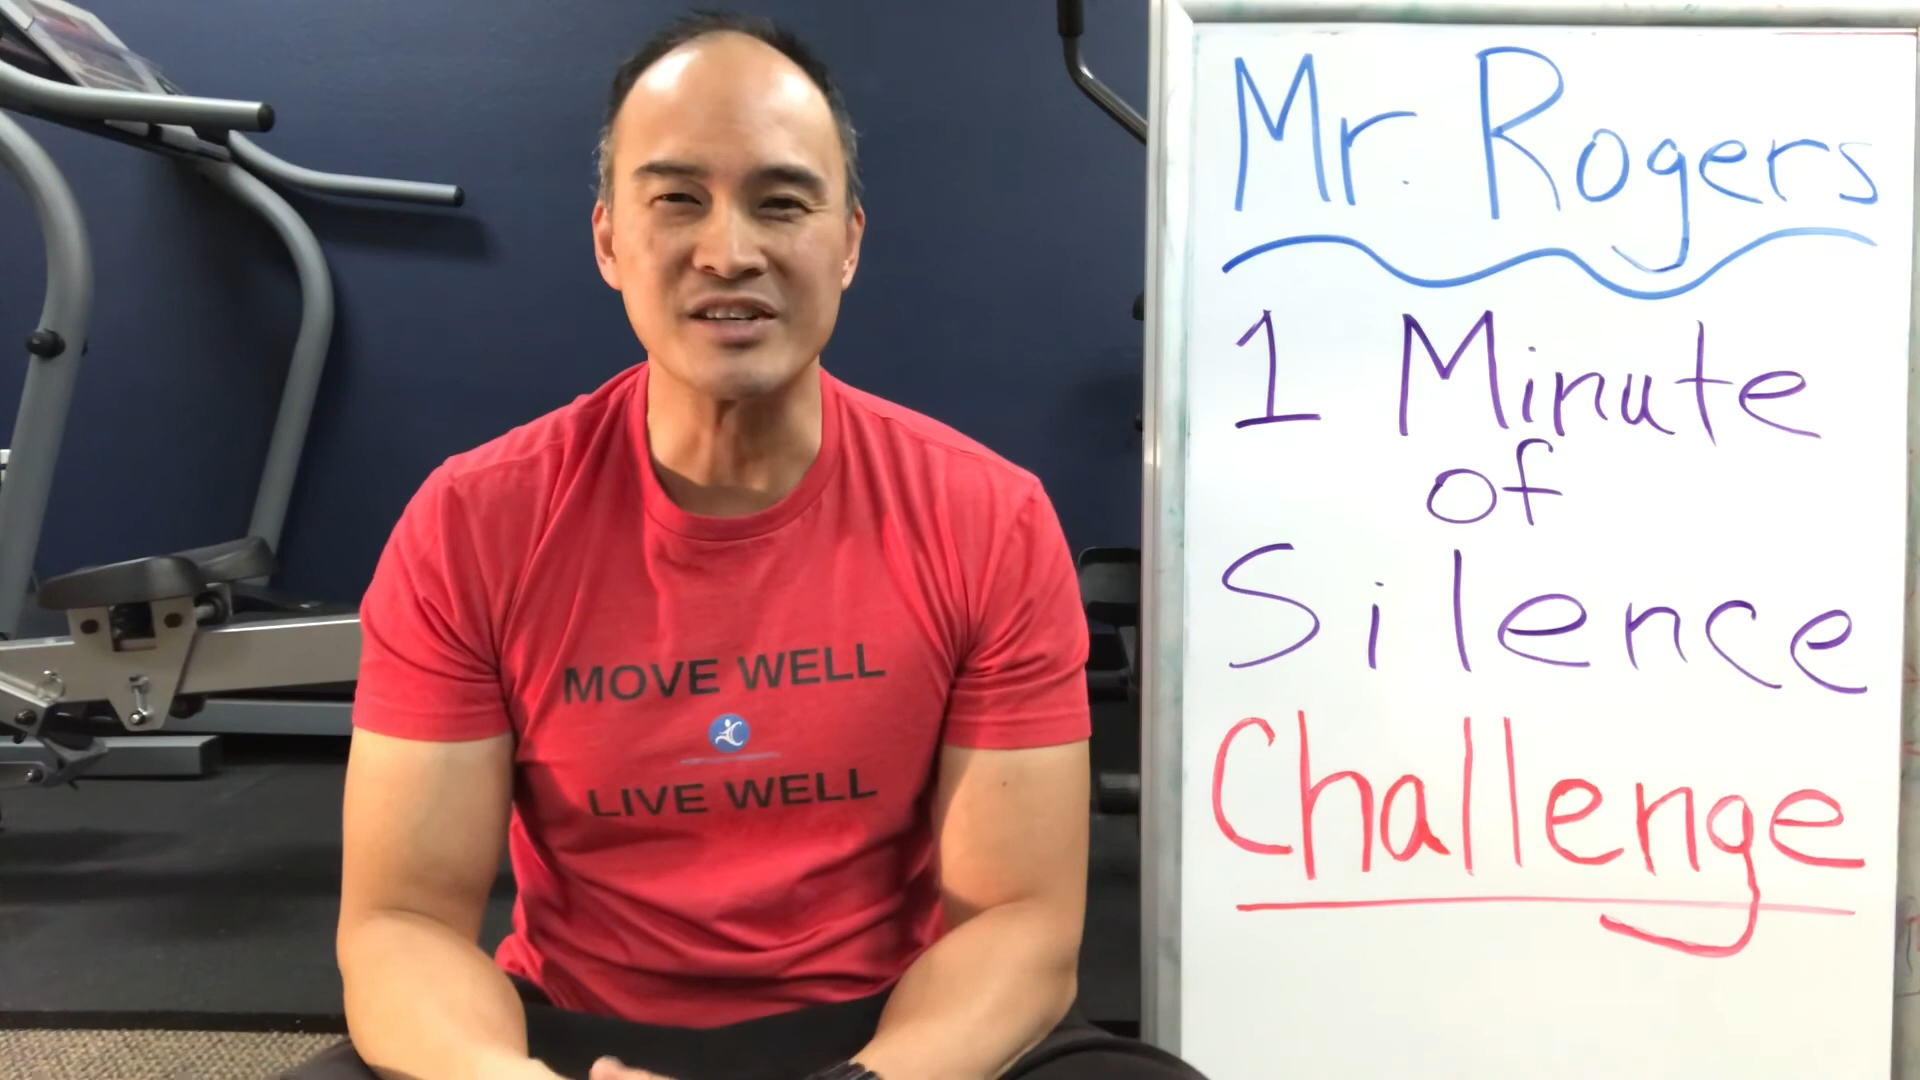 Mr. Rogers
1 Minute
of
Silence
Challenge
MOVE WELL
LIVE WELL